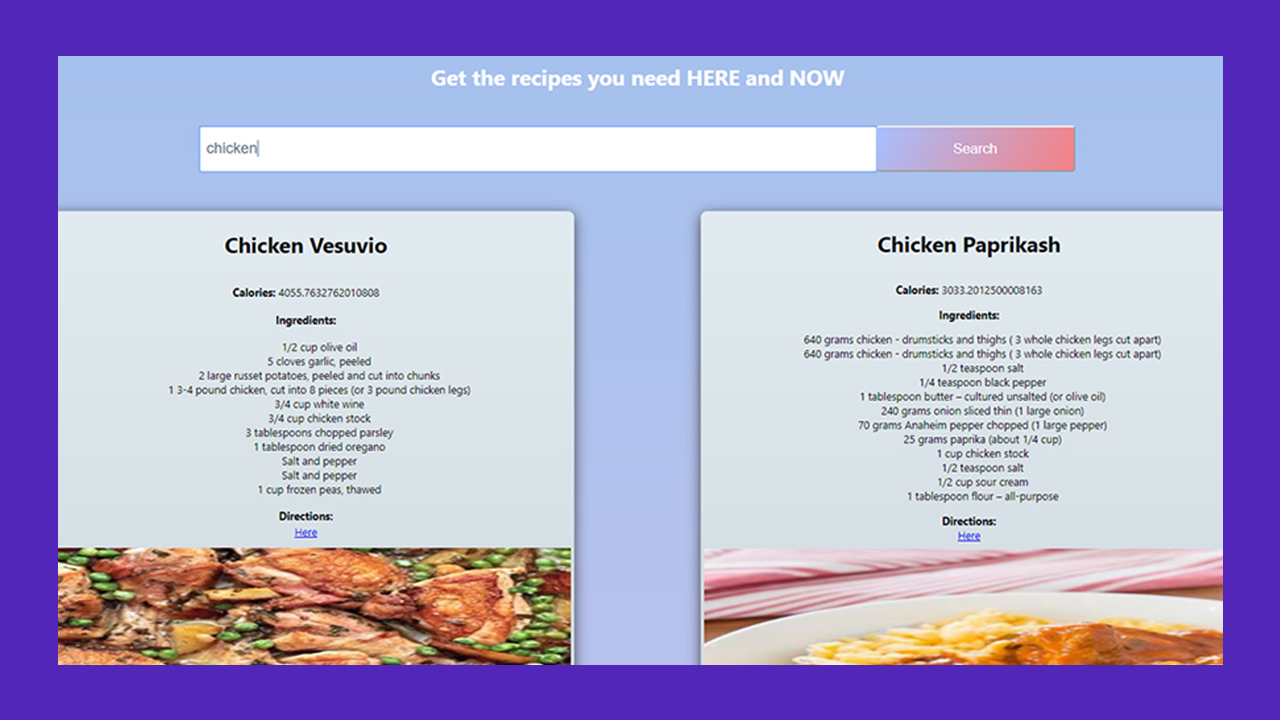 Get the recipes you need HERE and NOW
chicken
Search
Chicken Vesuvio
Calories: 4055.7632762010808
Ingredients:
1/2 cup olive oil
5 cloves garlic, peeled
2 large russet potatoes, peeled and cut into chunks
1 3-4 pound chicken, cut into 8 pieces (or 3 pound chicken legs)
3/4 cup white wine
3/4 cup chicken stock
3 tablespoons chopped parsley
1 tablespoon dried oregano
Salt and pepper
Salt and pepper
1 cup frozen peas, thawed
Directions:
Here
Chicken Paprikash
Calories: 3033.2012500008163
Ingredients:
640 grams chicken - drumsticks and thighs ( 3 whole chicken legs cut apart)
640 grams chicken - drumsticks and thighs ( 3 whole chicken legs cut apart)
1/2 teaspoon salt
1/4 teaspoon black pepper
1 tablespoon butter – cultured unsalted (or olive oil)
240 grams onion sliced thin (1 large onion)
70 grams Anaheim pepper chopped (1 large pepper)
25 grams paprika (about 1/4 cup)
1 cup chicken stock
1/2 teaspoon salt
1/2 cup sour cream
1 tablespoon flour – all-purpose
Directions:
Here